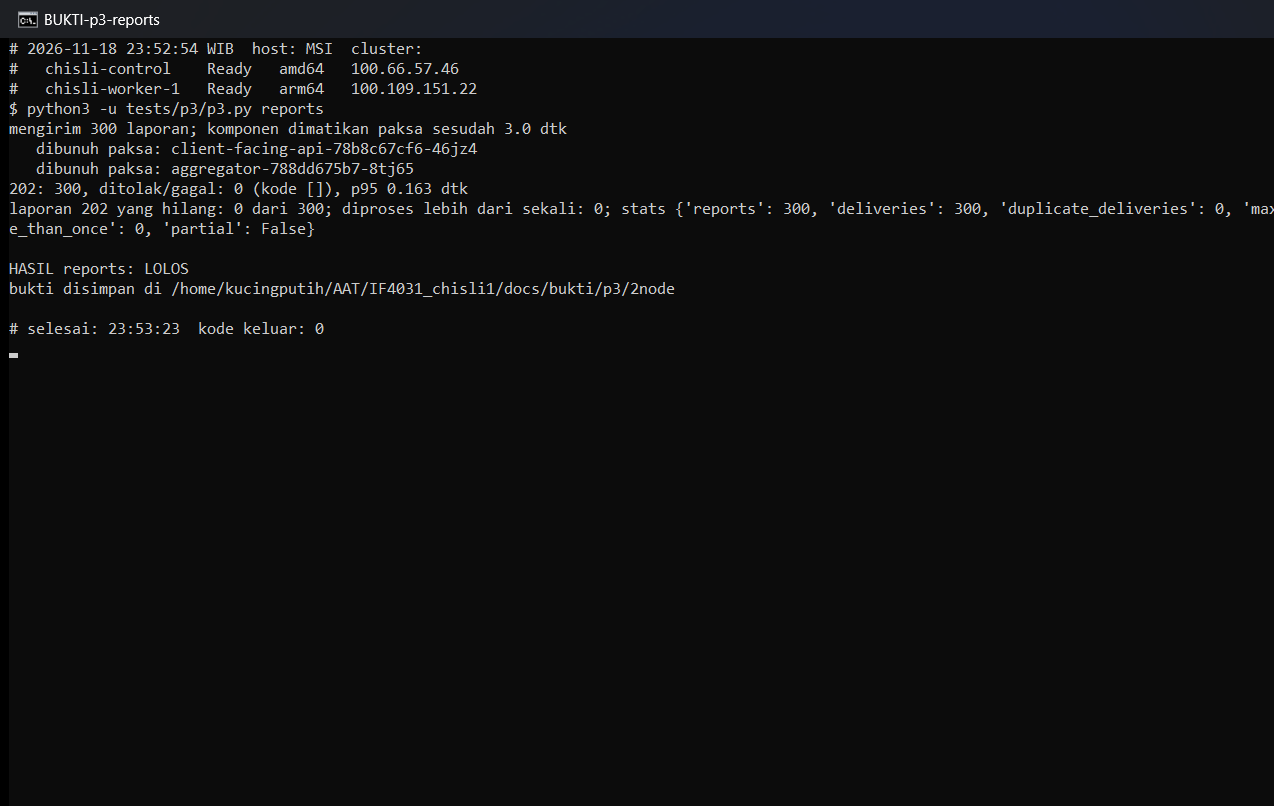 BUKTI-p3-reports
# 2026-11-18 23:52:54 WIB  host: MSI  cluster:
#   chisli-control    Ready   amd64   100.66.57.46
#   chisli-worker-1   Ready   arm64   100.109.151.22
$ python3 -u tests/p3/p3.py reports
mengirim 300 laporan; komponen dimatikan paksa sesudah 3.0 dtk
   dibunuh paksa: client-facing-api-78b8c67cf6-46jz4
   dibunuh paksa: aggregator-788dd675b7-8tj65
202: 300, ditolak/gagal: 0 (kode []), p95 0.163 dtk
laporan 202 yang hilang: 0 dari 300; diproses lebih dari sekali: 0; stats {'reports': 300, 'deliveries': 300, 'duplicate_deliveries': 0, 'max
e_than_once': 0, 'partial': False}
HASIL reports: LOLOS
bukti disimpan di /home/kucingputih/AAT/IF4031_chisli1/docs/bukti/p3/2node
# selesai: 23:53:23  kode keluar: 0